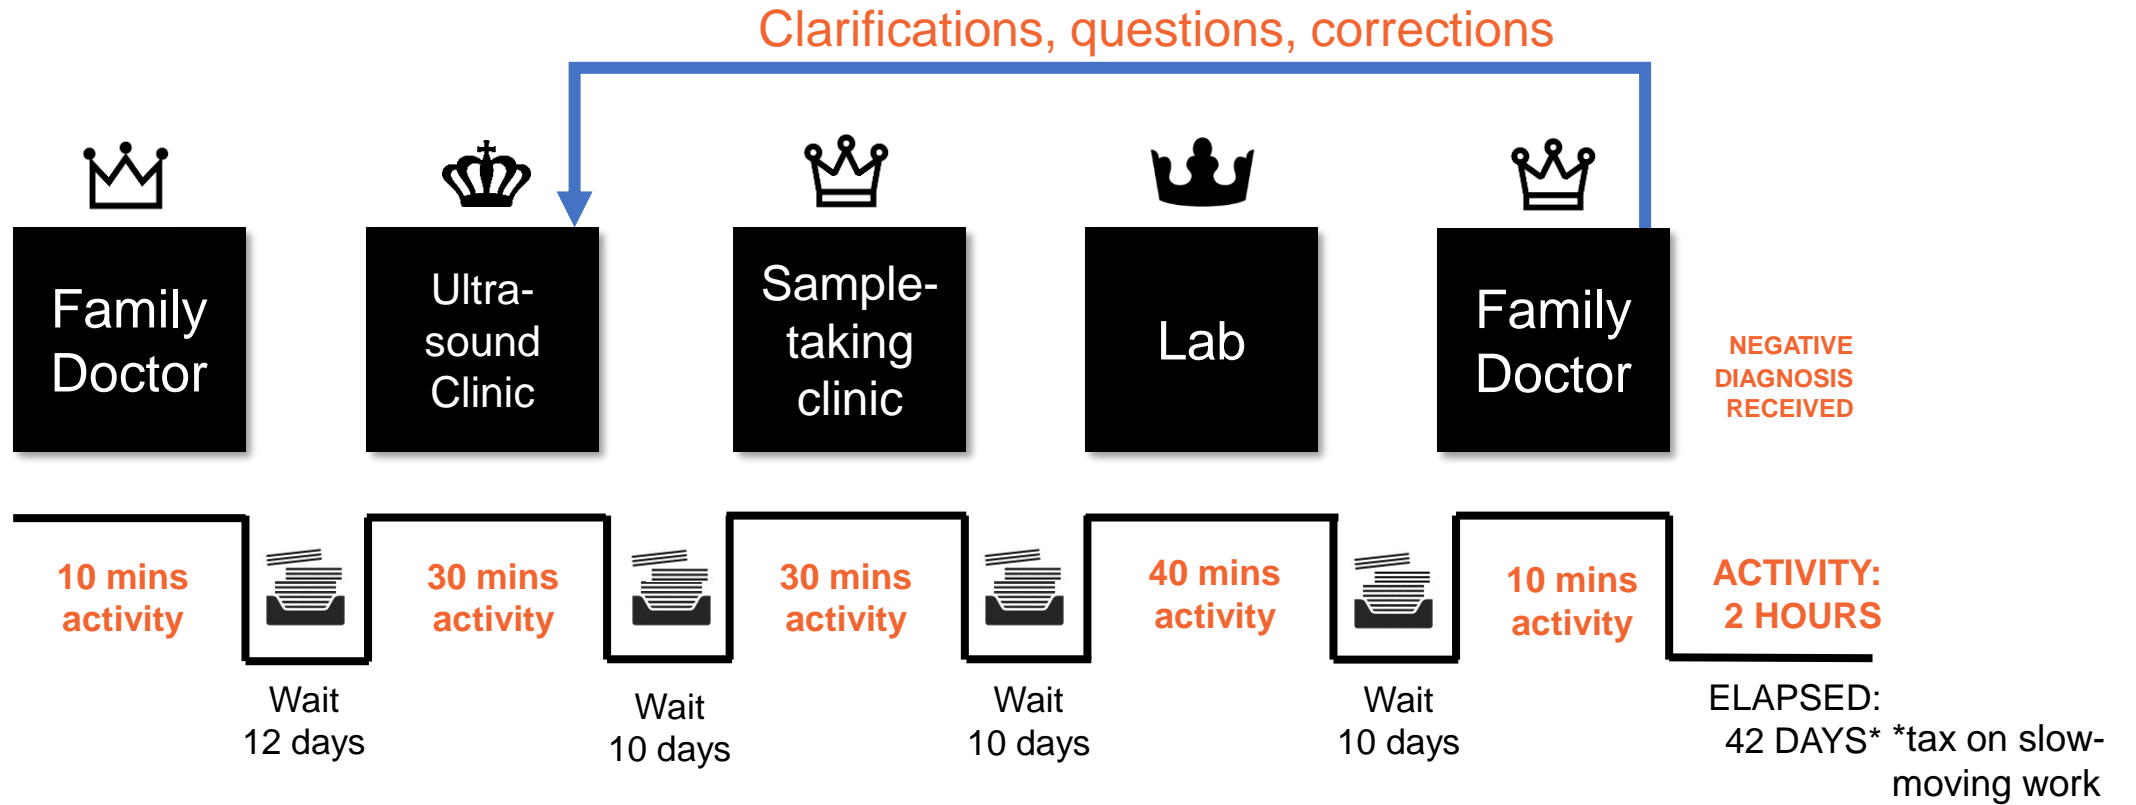 Clarifications, questions, corrections
Family
Doctor
Ultra-
sound
Clinic
Sample-
taking
clinic
Lab
Family
Doctor
NEGATIVE
DIAGNOSIS
RECEIVED
10 mins
activity
30 mins
activity
30 mins
activity
40 mins
activity
10 mins
activity
ACTIVITY:
2 HOURS
Wait
12 days
Wait
10 days
Wait
10 days
Wait
10 days
ELAPSED:
42 DAYS*
*tax on slow-
moving work